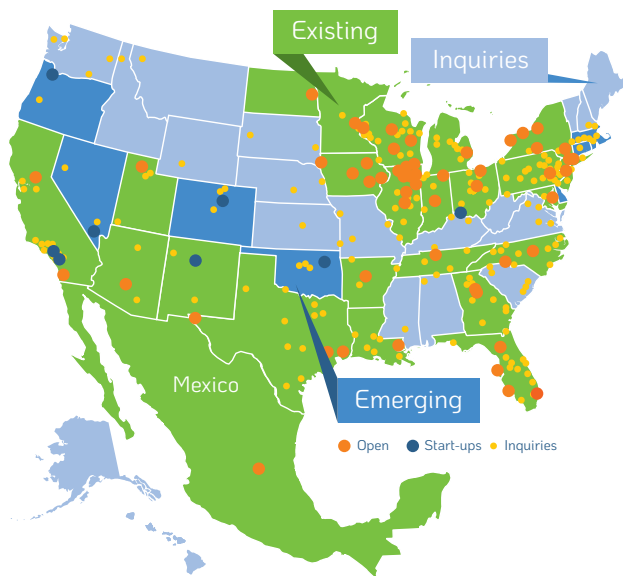 Existing
Inquiries
Mexico
Emerging
Open
Start-ups
Inquiries